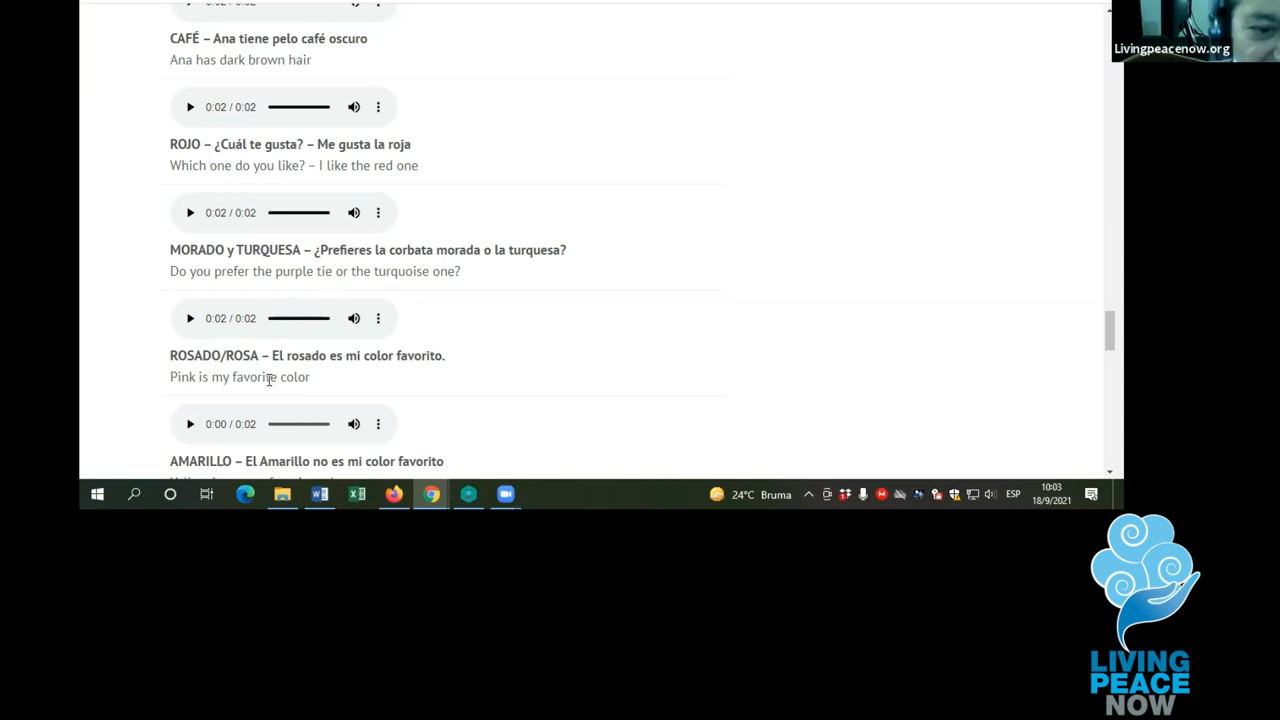 Livingpeacenow.org
CAFÉ – Ana tiene pelo café oscuro
Ana has dark brown hair
0:02 / 0:02
ROJO – ¿Cuál te gusta? – Me gusta la roja
Which one do you like? – I like the red one
0:02 / 0:02
MORADO y TURQUESA – ¿Prefieres la corbata morada o la turquesa?
Do you prefer the purple tie or the turquoise one?
0:02 / 0:02
ROSADO/ROSA – El rosado es mi color favorito.
Pink is my favorite color
0:00 / 0:02
AMARILLO – El Amarillo no es mi color favorito
24°C Bruma
ESP
10:03
18/9/2021
LIVING
PEACE
NOW